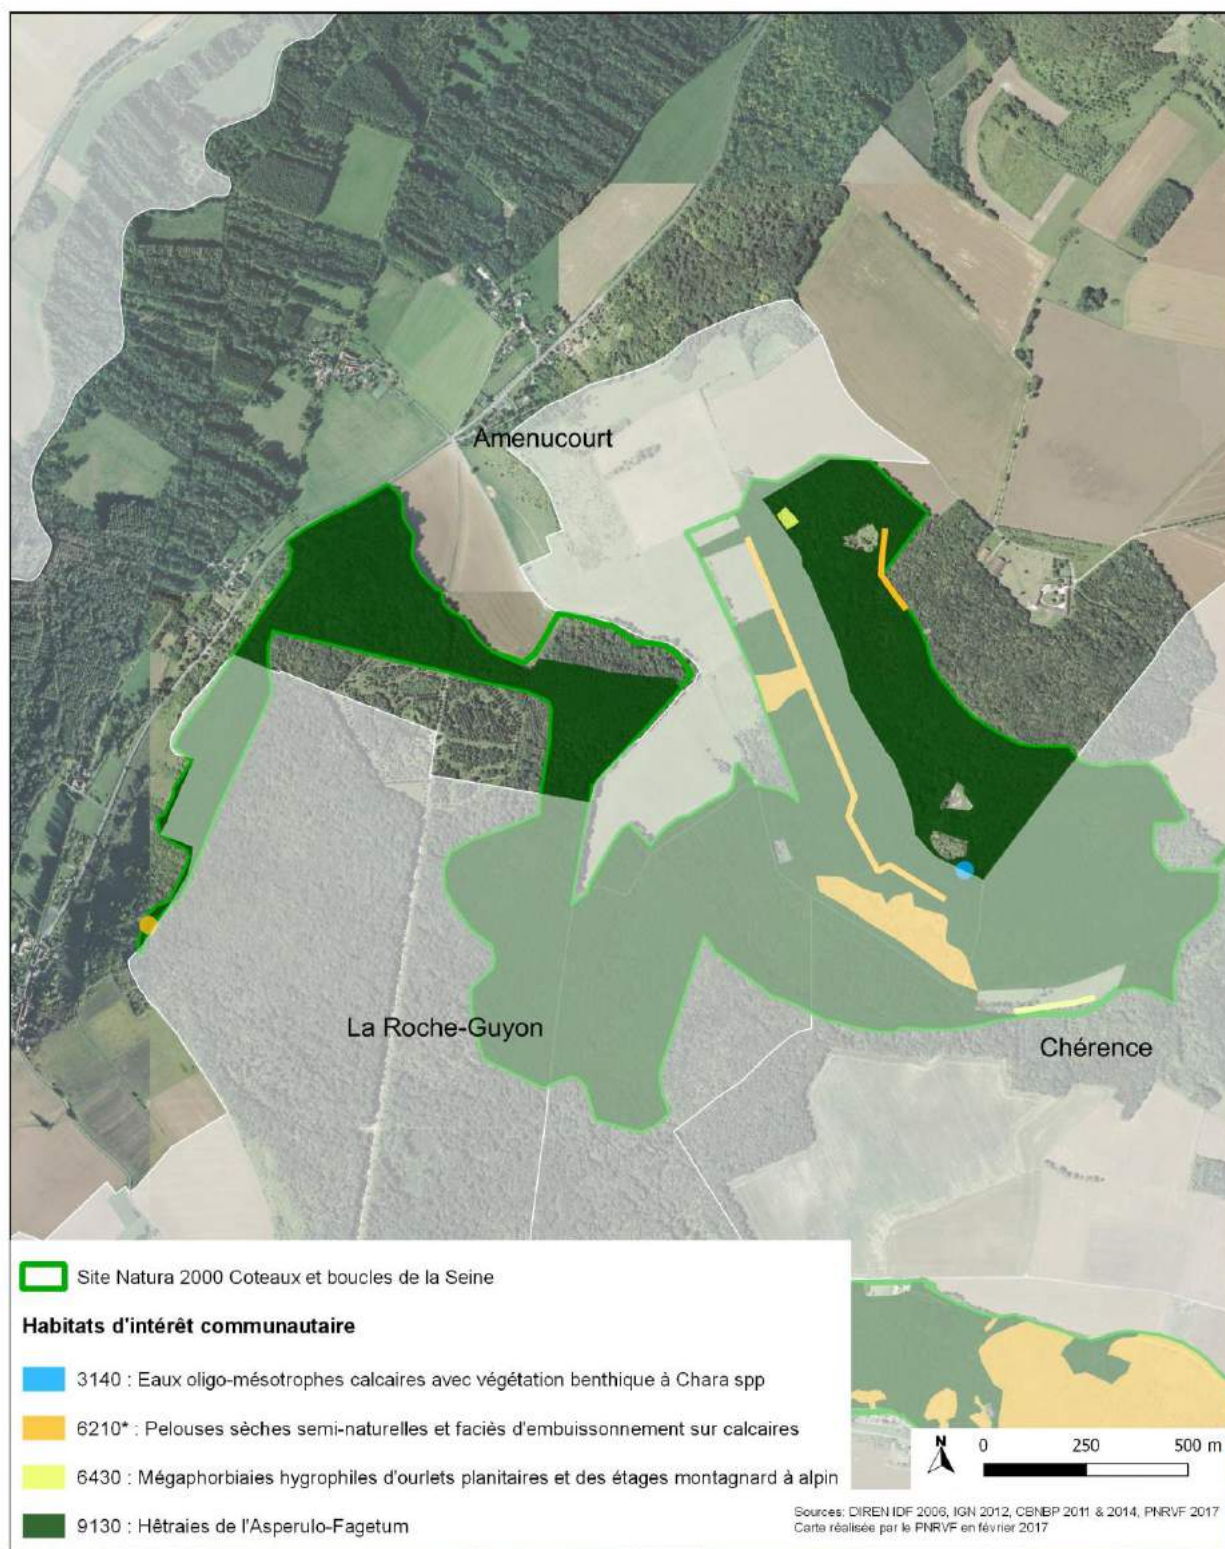 Amenucourt
La Roche-Guyon
Chérence
Site Natura 2000 Coteaux et boucles de la Seine
Habitats d'intérêt communautaire
3140 : Eaux oligo-mésotrophes calcaires avec végétation benthique à Chara spp
6210* : Pelouses sèches semi-naturelles et faciès d'embuissonnement sur calcaires
6430 : Mégaphorbiaies hygrophiles d'ourlets planitaires et des étages montagnard à alpin
9130 : Hêtraies de l'Asperulo-Fagetum
N
0 250 500 m
Sources: DIREN IDF 2006, IGN 2012, CBNBP 2011 & 2014, PNRVF 2017
Carte réalisée par le PNRVF en février 2017